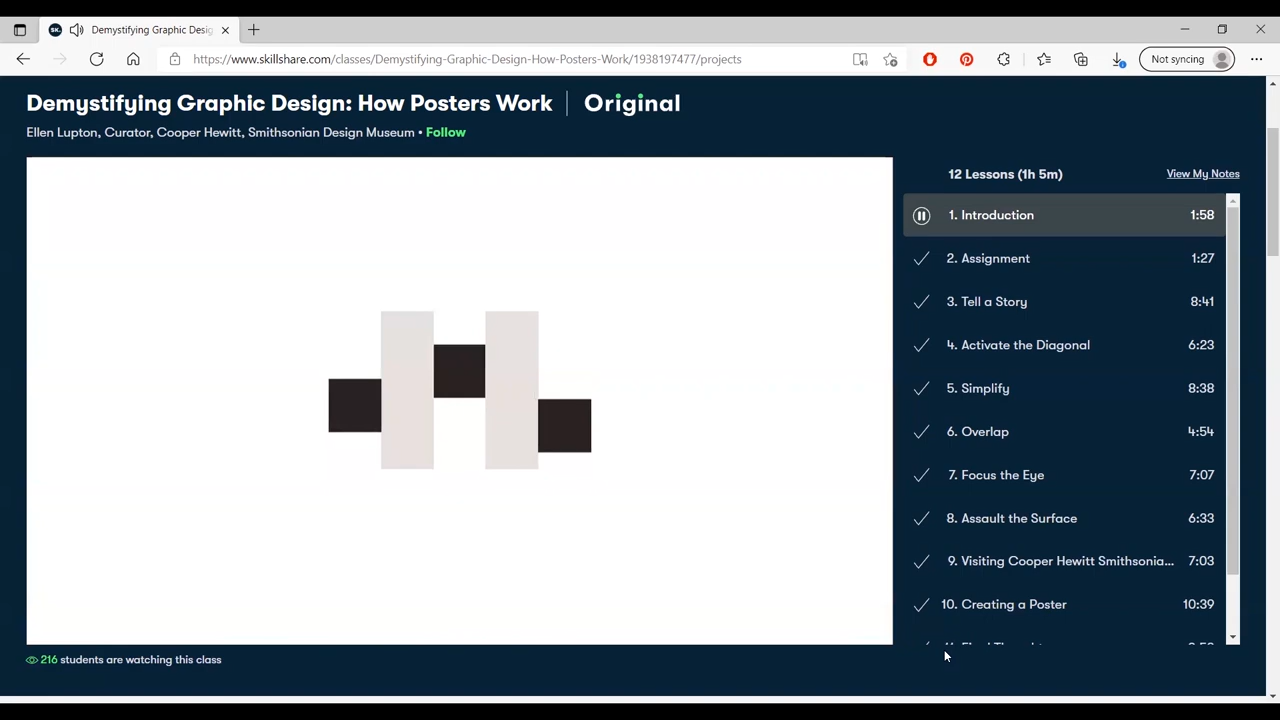 SK.
Demystifying Graphic Desig
https://www.skillshare.com/classes/Demystifying-Graphic-Design-How-Posters-Work/1938197477/projects
Not syncing
Demystifying Graphic Design: How Posters Work | Original
Ellen Lupton, Curator, Cooper Hewitt, Smithsonian Design Museum • Follow
12 Lessons (1h 5m)
View My Notes
1. Introduction 1:58
2. Assignment 1:27
3. Tell a Story 8:41
4. Activate the Diagonal 6:23
5. Simplify 8:38
6. Overlap 4:54
7. Focus the Eye 7:07
8. Assault the Surface 6:33
9. Visiting Cooper Hewitt Smithsonia... 7:03
10. Creating a Poster 10:39
216 students are watching this class